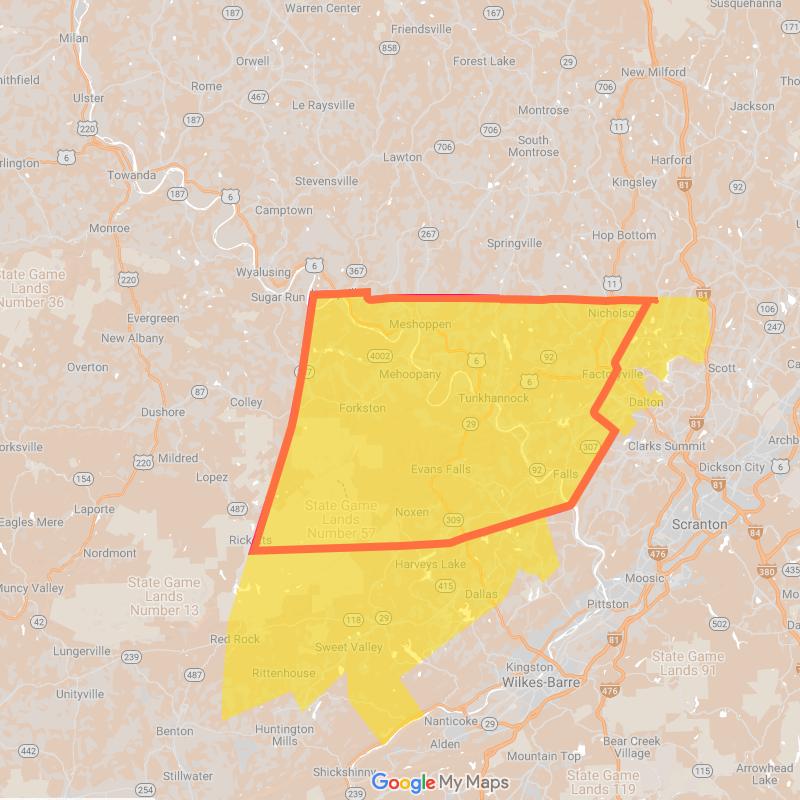 Warren Center
187
167
Susquehanna
Milan
Friendsville
171
858
Orwell
Forest Lake
29
New Milford
Smithfield
Rome
706
Ulster
467
Le Raysville
Montrose
Jackson
187
220
706
11
6
706
South
Montrose
Lawton
Harford
Towanda
Stevensville
Kingsley
81
92
187
6
Camptown
Monroe
267
Hop Bottom
Springville
State Game
Lands
Number 36
Wyalusing
6
367
220
11
Sugar Run
81
106
Evergreen
Meshoppen
Nicholson
247
New Albany
4002
92
6
Overton
Mehoopany
Factoryville
Scott
6
87
Colley
Tunkhannock
Dalton
Dushore
Forkston
29
Clarks Summit
307
Mildred
220
Evans Falls
92
Falls
Dickson City
6
154
Lopez
81
Laporte
487
State Game
Lands
Number 57
Noxen
309
Scranton
Eagles Mere
Ricketts
84
Nordmont
476
Harveys Lake
380
435
State Game
Lands
Number 13
415
Moosic
Muncy Valley
Dallas
Pittston
42
118
29
502
Red Rock
81
Lungerville
239
Sweet Valley
State Game
Lands 91
487
Kingston
Rittenhouse
Wilkes-Barre
Unityville
476
Benton
Huntington
Mills
Nanticoke
29
Bear Creek
Village
442
Alden
Mountain Top
115
Stillwater
Shickshinny
Arrowhead
Lake
254
239
Google My Maps
State Game
Lands 119